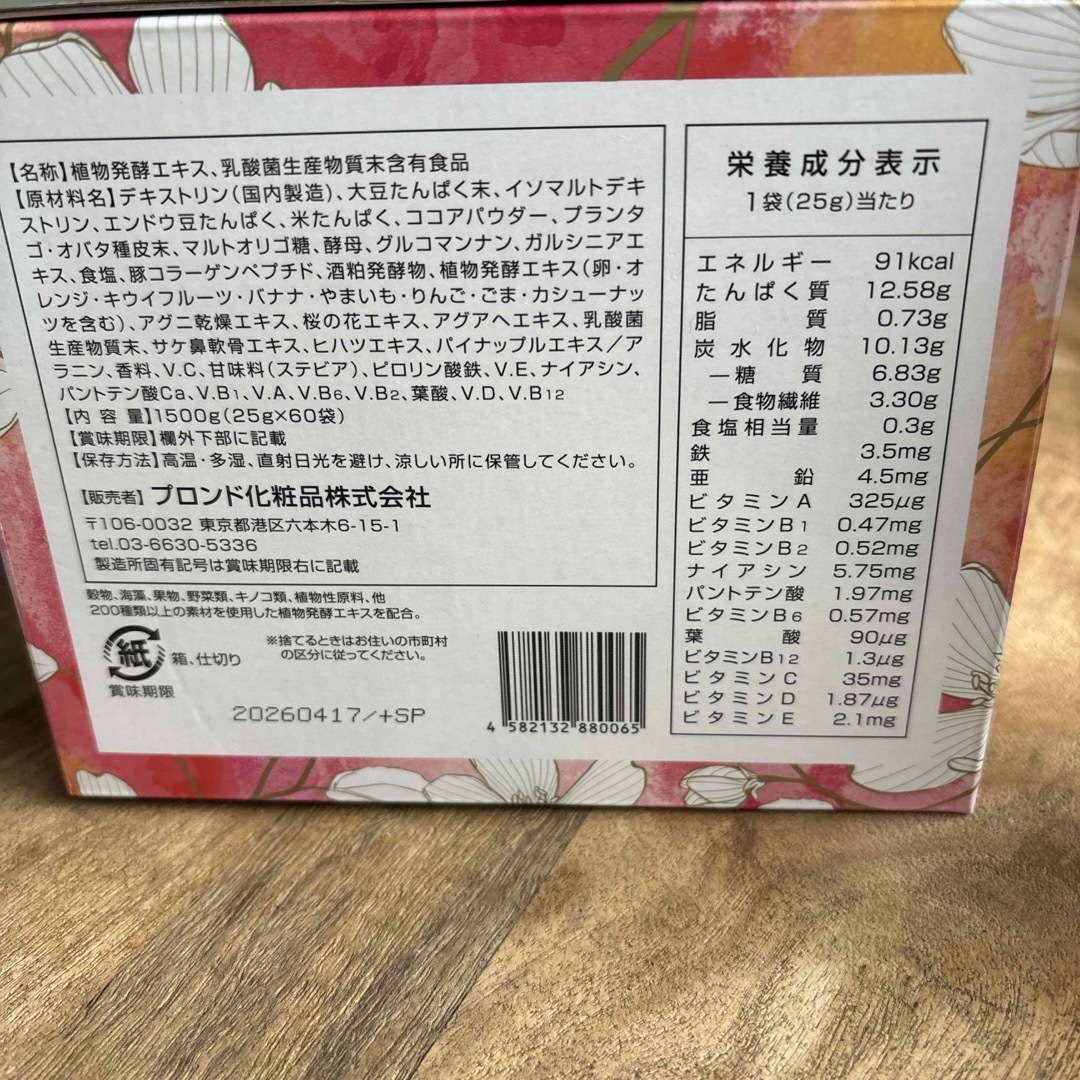 【名称】植物発酵エキス、乳酸菌生産物質末含有食品
【原材料名】デキストリン(国内製造)、大豆たんぱく末、イソマルトデキ
ストリン、エンドウ豆たんぱく、米たんぱく、ココアパウダー、プランタ
ゴ・オバタ種皮末、マルトオリゴ糖、酵母、グルコマンナン、ガルシニアエ
キス、食塩、豚コラーゲンペプチド、酒粕発酵物、植物発酵エキス(卵・オ
レンジ・キウイフルーツ・バナナ・やまいも・りんご・ごま・カシューナッ
ツを含む)、アグニ乾燥エキス、桜の花エキス、アグアヘエキス、乳酸菌
生産物質末、サケ鼻軟骨エキス、ヒハツエキス、パイナップルエキス／ア
ラニン、香料、V.C、甘味料(ステビア)、ピロリン酸鉄、V.E、ナイアシン、
パントテン酸Ca、V.B1、V.A、V.B6、V.B2、葉酸、V.D、V.B12
【内 容 量】1500g(25g×60袋)
【賞味期限】欄外下部に記載
【保存方法】高温・多湿、直射日光を避け、涼しい所に保管してください。
【販売者】プロンド化粧品株式会社
〒106-0032 東京都港区六本木6-15-1
tel.03-6630-5336
製造所固有記号は賞味期限右に記載
穀物、海藻、果物、野菜類、キノコ類、植物性原料、他
200種類以上の素材を使用した植物発酵エキスを配合。
紙 箱、仕切り
※捨てるときはお住いの市町村
の区分に従ってください。
賞味期限
20260417/+SP
4 582132 880065
栄養成分表示
1袋(25g)当たり
エネルギー 91kcal
たんぱく質 12.58g
脂 質 0.73g
炭水化物 10.13g
―糖 質 6.83g
―食物繊維 3.30g
食塩相当量 0.3g
鉄 3.5mg
亜 鉛 4.5mg
ビタミンA 325μg
ビタミンB1 0.47mg
ビタミンB2 0.52mg
ナイアシン 5.75mg
パントテン酸 1.97mg
ビタミンB6 0.57mg
葉 酸 90μg
ビタミンB12 1.3μg
ビタミンC 35mg
ビタミンD 1.87μg
ビタミンE 2.1mg